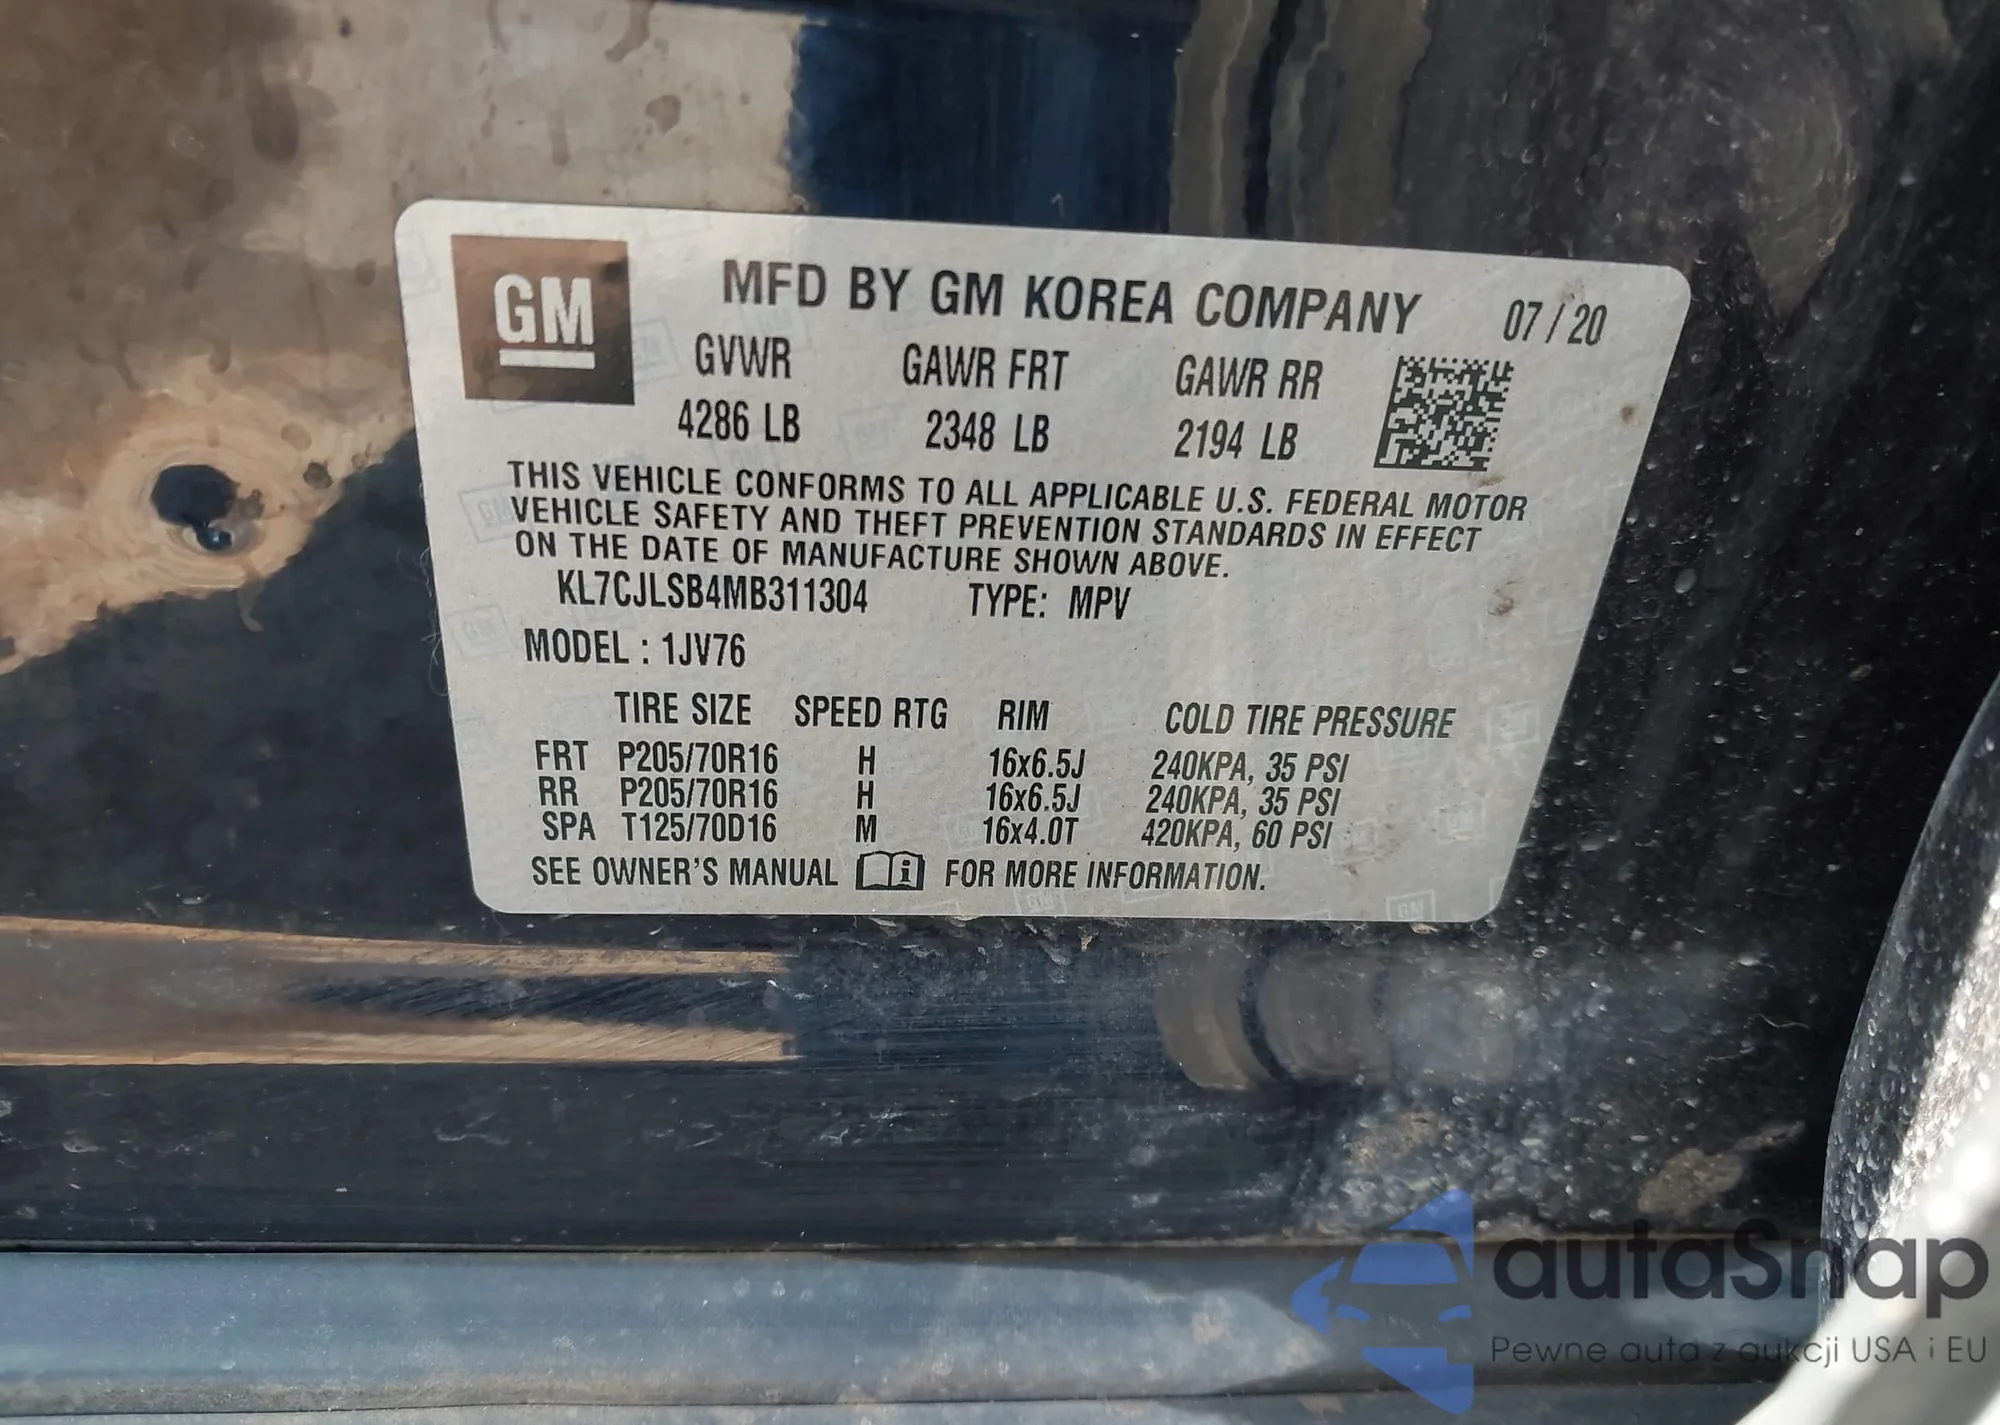 GM
MFD BY GM KOREA COMPANY 07 / 20
GVWR GAWR FRT GAWR RR
4286 LB 2348 LB 2194 LB
THIS VEHICLE CONFORMS TO ALL APPLICABLE U.S. FEDERAL MOTOR
VEHICLE SAFETY AND THEFT PREVENTION STANDARDS IN EFFECT
ON THE DATE OF MANUFACTURE SHOWN ABOVE.
KL7CJLSB4MB311304 TYPE: MPV
MODEL : 1JV76
TIRE SIZE SPEED RTG RIM COLD TIRE PRESSURE
FRT P205/70R16 H 16x6.5J 240KPA, 35 PSI
RR P205/70R16 H 16x6.5J 240KPA, 35 PSI
SPA T125/70D16 M 16x4.0T 420KPA, 60 PSI
SEE OWNER'S MANUAL FOR MORE INFORMATION.
autaSnap
Pewne auta z aukcji USA i EU